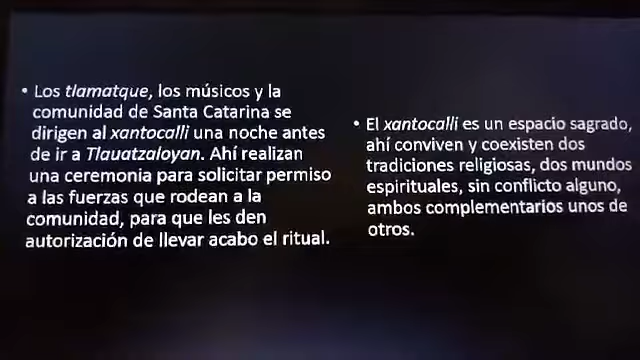 • Los tlamatque, los músicos y la
comunidad de Santa Catarina se
dirigen al xantocalli una noche antes
de ir a Tlauatzaloyan. Ahí realizan
una ceremonia para solicitar permiso
a las fuerzas que rodean a la
comunidad, para que les den
autorización de llevar acabo el ritual.
• El xantocalli es un espacio sagrado,
ahí conviven y coexisten dos
tradiciones religiosas, dos mundos
espirituales, sin conflicto alguno,
ambos complementarios unos de
otros.